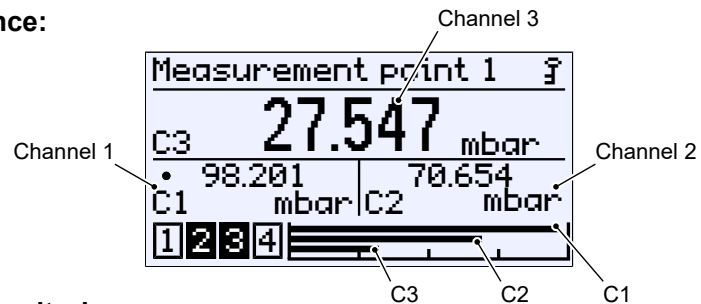 nce:
Channel 3
Measurement point 1
C3 27.547 mbar
Channel 1
Channel 2
98.201 70.654
C1 mbar C2 mbar
1 2 3 4
C3 C2 C1